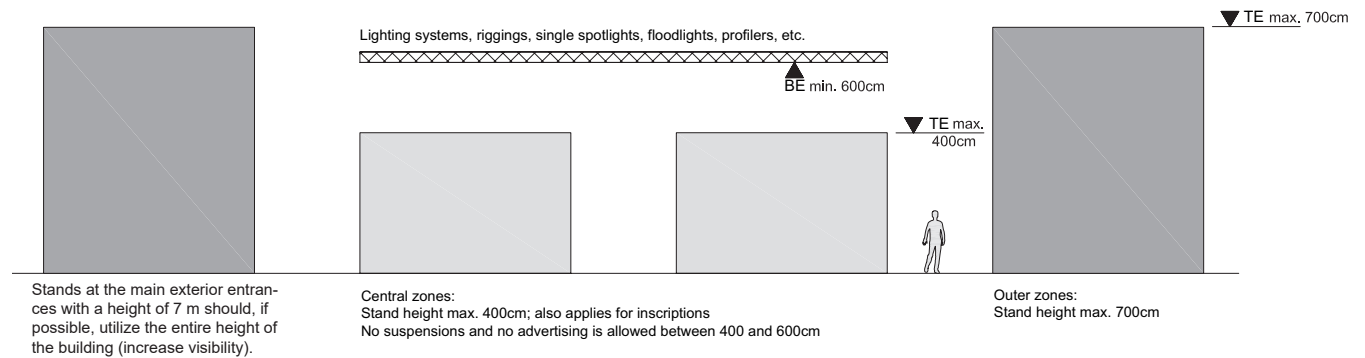 TE max. 700cm
Lighting systems, riggings, single spotlights, floodlights, profilers, etc.
BE min. 600cm
TE max.
400cm
Stands at the main exterior entran-
ces with a height of 7 m should, if
possible, utilize the entire height of
the building (increase visibility).
Central zones:
Stand height max. 400cm; also applies for inscriptions
No suspensions and no advertising is allowed between 400 and 600cm
Outer zones:
Stand height max. 700cm